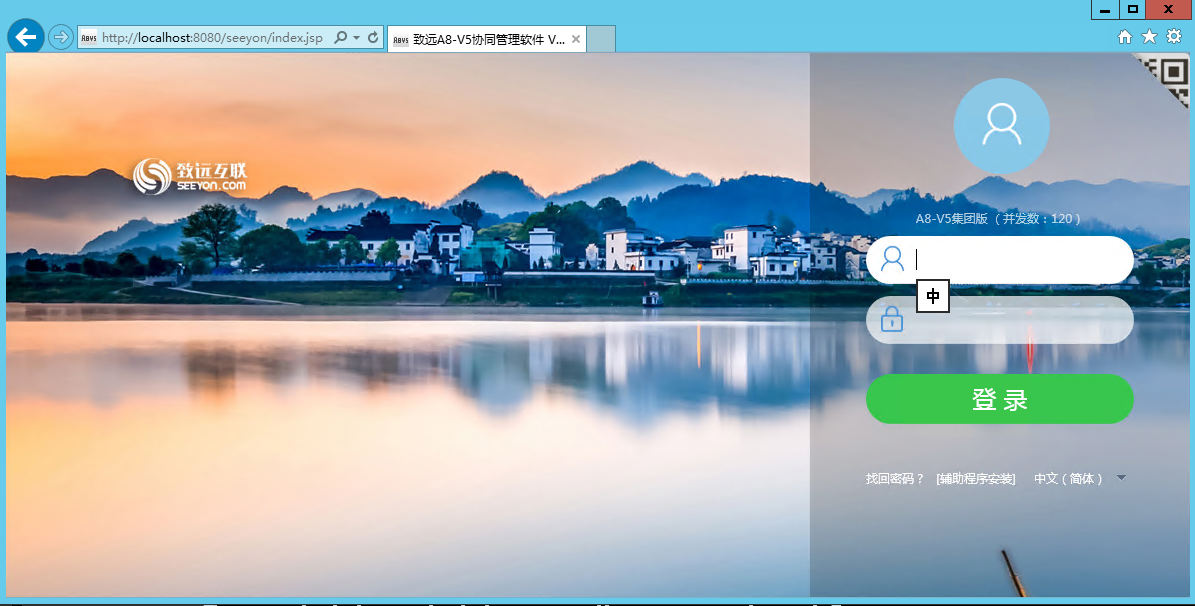 http://localhost:8080/seeyon/index.jsp
致远A8-V5协同管理软件 V...
致远互联
SEEYON.COM
A8-V5集团版（并发数：120）
中
登 录
找回密码？ [辅助程序安装] 中文（简体）